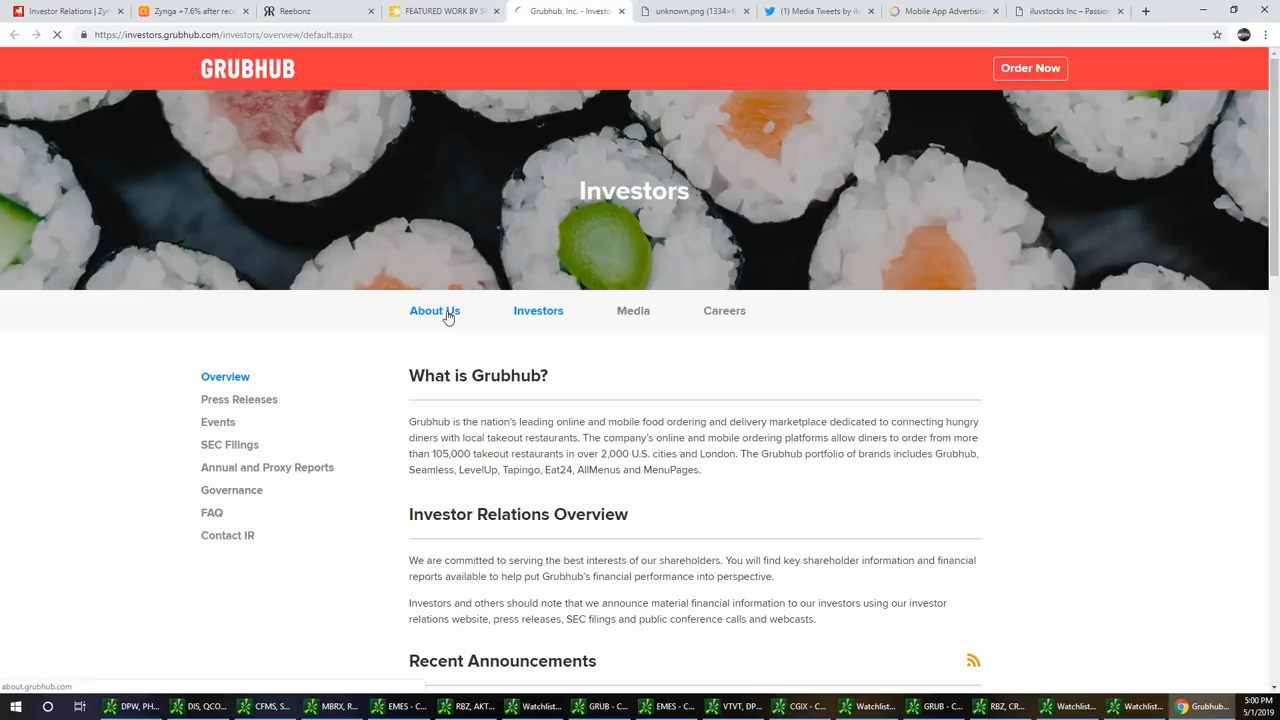 Investor Relations | Zyn
Zynga +7.6% after rec
Reebonz
FEATURED WORK BY S
Grubhub, Inc. - Investo
unknown.png (1334×6
(1) Media Tweets by il
Mobile App Advertising
iluvstocks Inc – Passion
https://investors.grubhub.com/investors/overview/default.aspx
GRUBHUB
Order Now
Investors
About Us
Investors
Media
Careers
Overview
Press Releases
Events
SEC Filings
Annual and Proxy Reports
Governance
FAQ
Contact IR
What is Grubhub?
Grubhub is the nation's leading online and mobile food ordering and delivery marketplace dedicated to connecting hungry
diners with local takeout restaurants. The company's online and mobile ordering platforms allow diners to order from more
than 105,000 takeout restaurants in over 2,000 U.S. cities and London. The Grubhub portfolio of brands includes Grubhub,
Seamless, LevelUp, Tapingo, Eat24, AllMenus and MenuPages.
Investor Relations Overview
We are committed to serving the best interests of our shareholders. You will find key shareholder information and financial
reports available to help put Grubhub's financial performance into perspective.
Investors and others should note that we announce material financial information to our investors using our investor
relations website, press releases, SEC filings and public conference calls and webcasts.
Recent Announcements
about.grubhub.com
DPW, PH...
DIS, QCO...
CFMS, S...
MBRX, R...
EMES - C...
RBZ, AKT...
Watchlist...
GRUB - C...
EMES - C...
VTVT, DP...
CGIX - C...
Watchlist...
GRUB - C...
RBZ, CR...
Watchlist...
Watchlist...
Grubhub...
5:00 PM
5/1/2019